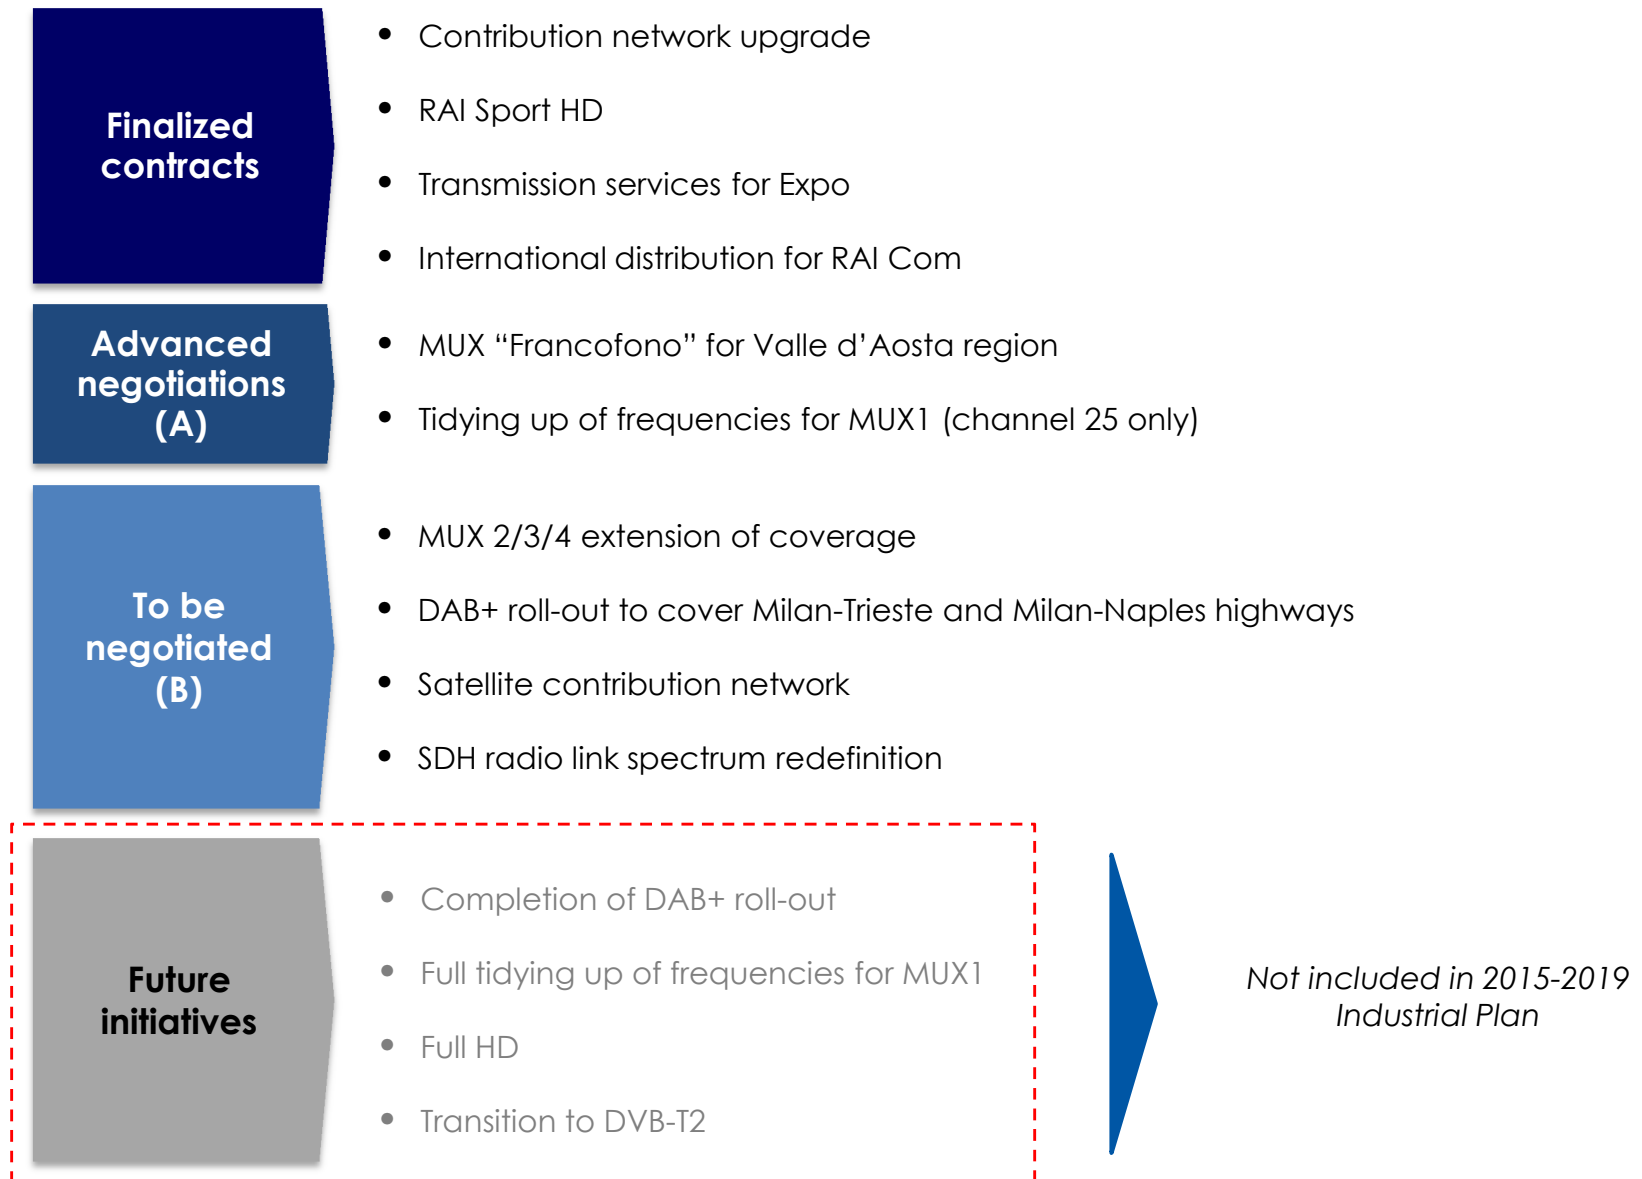 Finalized
contracts
• Contribution network upgrade
• RAI Sport HD
• Transmission services for Expo
• International distribution for RAI Com
Advanced
negotiations
(A)
• MUX “Francofono” for Valle d’Aosta region
• Tidying up of frequencies for MUX1 (channel 25 only)
To be
negotiated
(B)
• MUX 2/3/4 extension of coverage
• DAB+ roll-out to cover Milan-Trieste and Milan-Naples highways
• Satellite contribution network
• SDH radio link spectrum redefinition
Future
initiatives
• Completion of DAB+ roll-out
• Full tidying up of frequencies for MUX1
• Full HD
• Transition to DVB-T2
Not included in 2015-2019
Industrial Plan